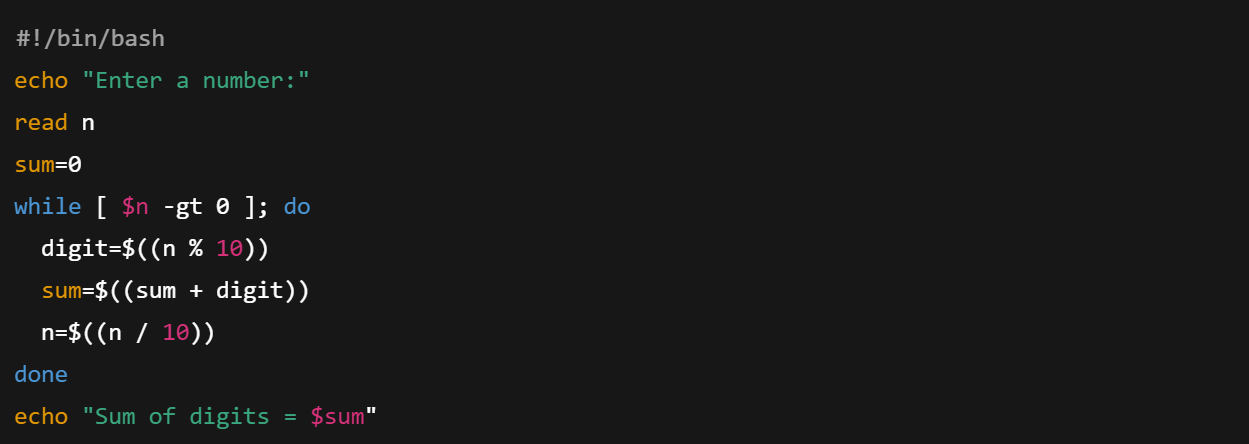 #!/bin/bash
echo "Enter a number:"
read n
sum=0
while [ $n -gt 0 ]; do
  digit=$((n % 10))
  sum=$((sum + digit))
  n=$((n / 10))
done
echo "Sum of digits = $sum"